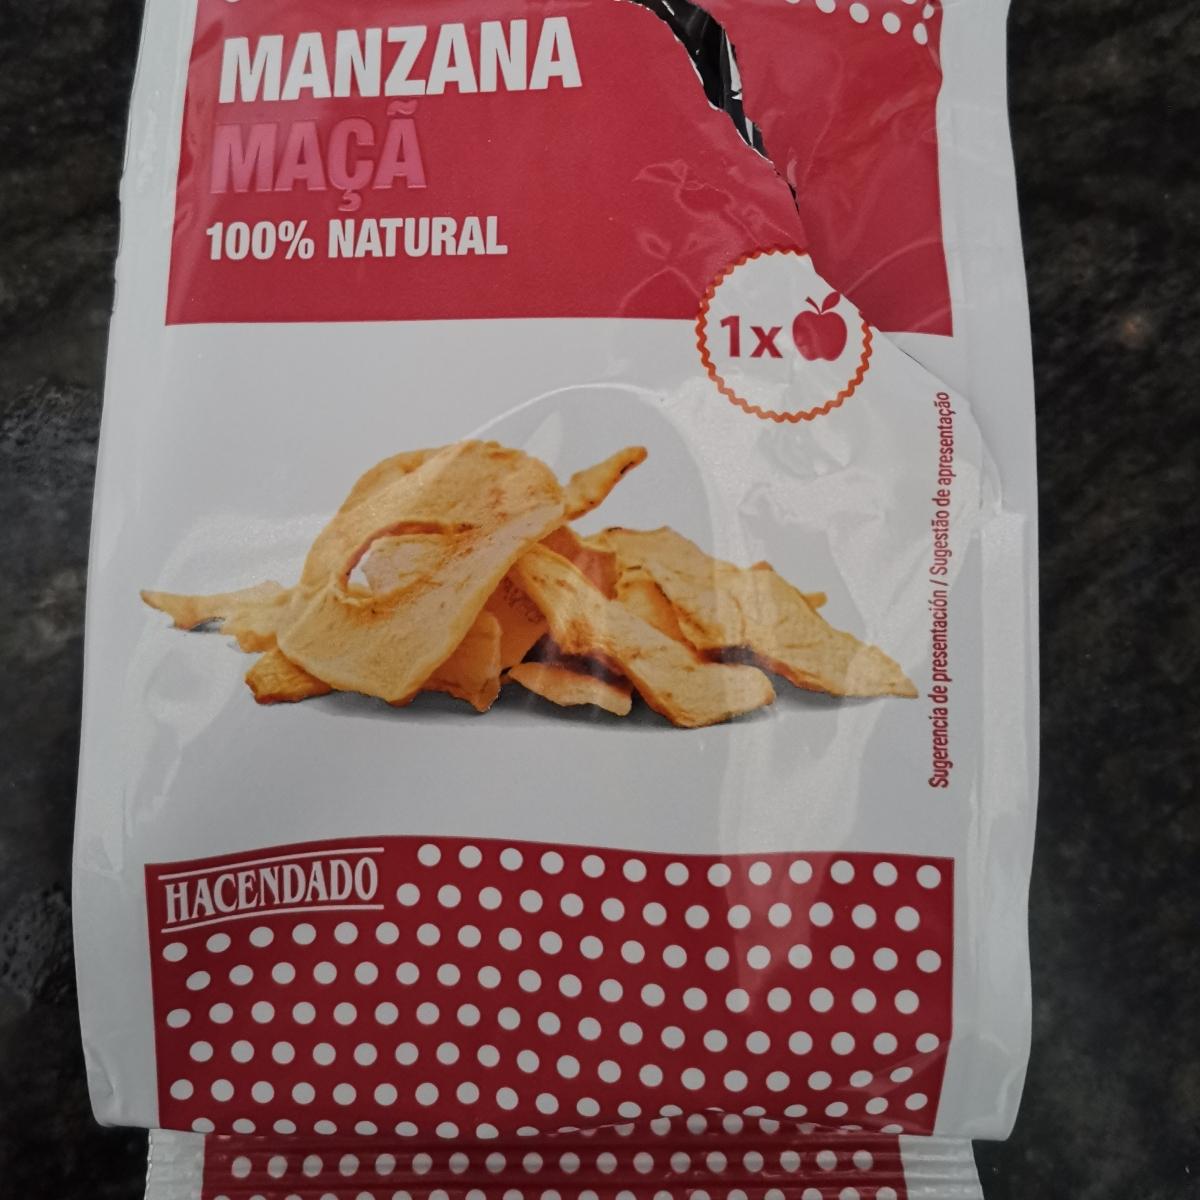 MANZANA
MAÇÃ
100% NATURAL
1x
Sugerencia de presentación / Sugestão de apresentação
HACENDADO